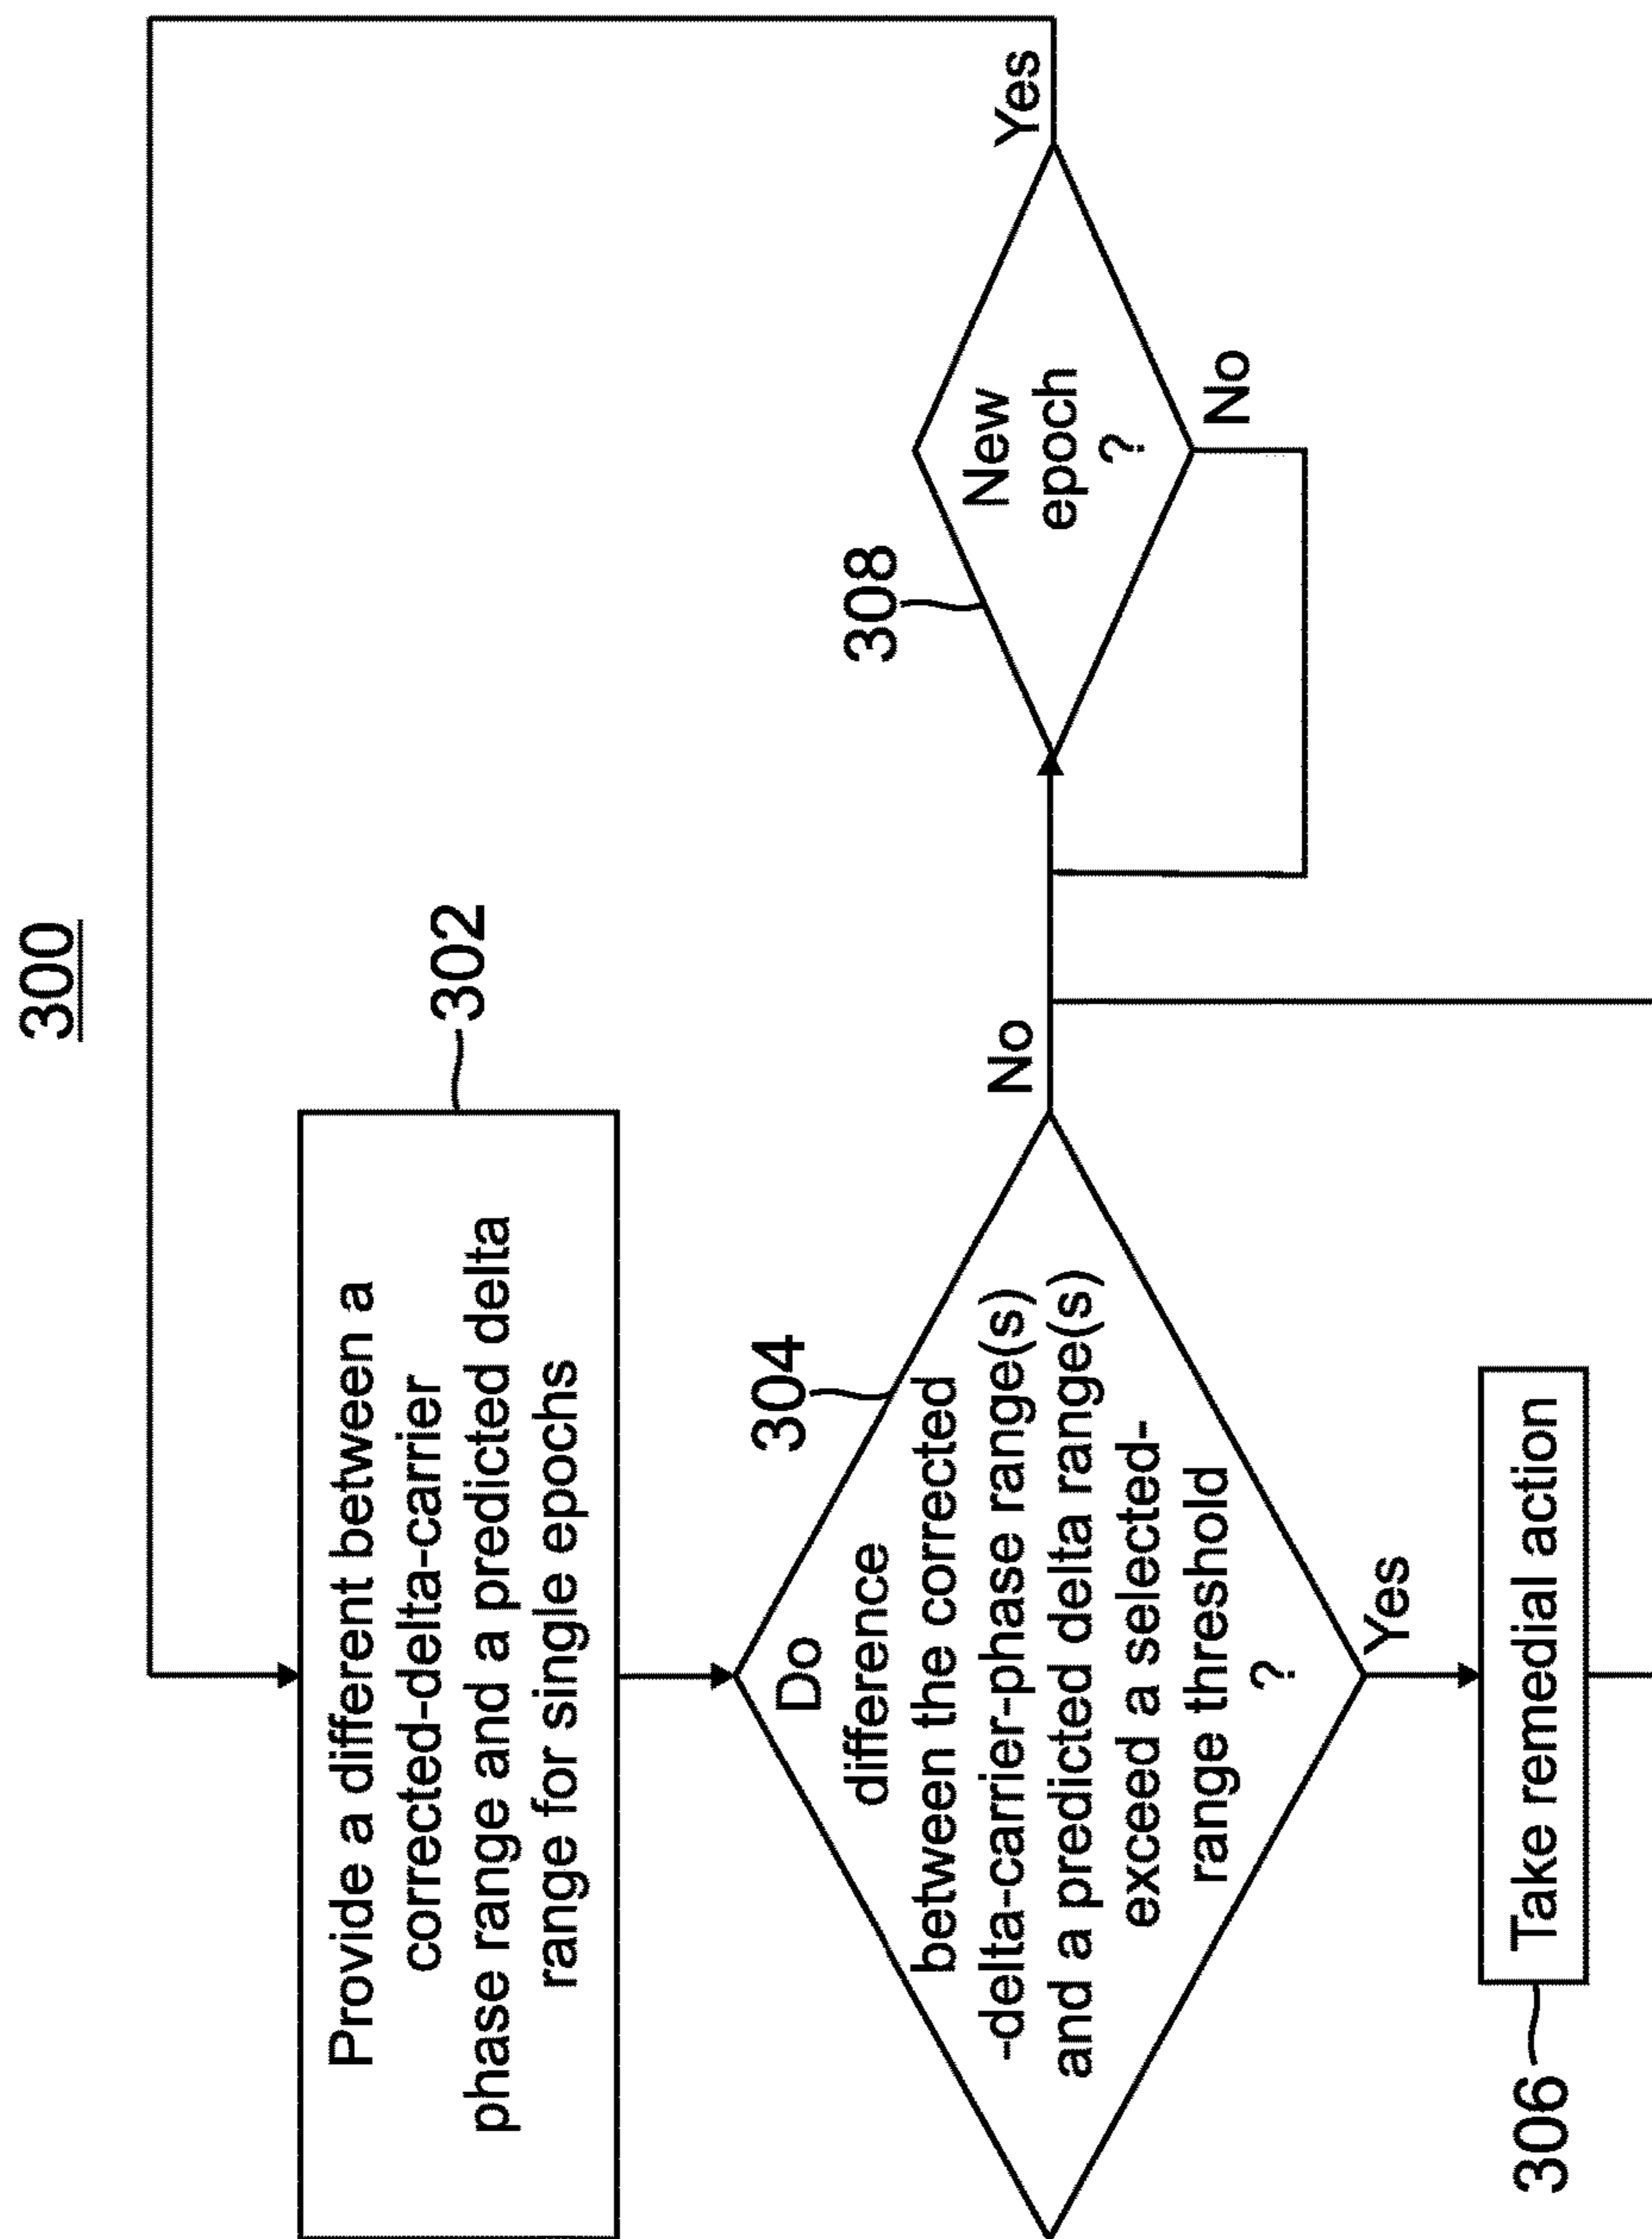 300
302
Provide a different between a
corrected-delta-carrier
phase range and a predicted delta
range for single epochs
304
Do
difference
between the corrected
-delta-carrier-phase range(s)
and a predicted delta range(s)
exceed a selected-
range threshold
?
No
Yes
308
New
epoch
?
Yes
No
306
Take remedial action